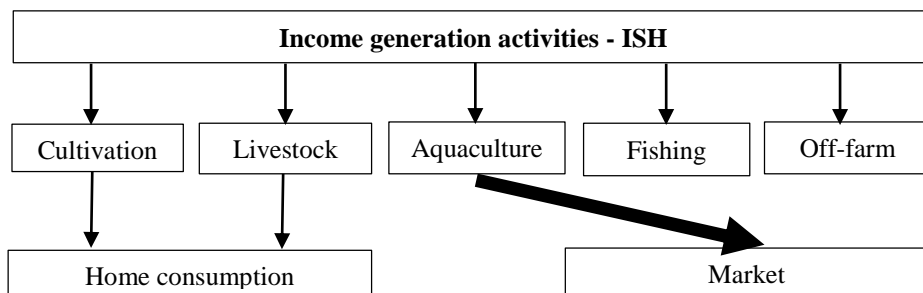 Income generation activities - ISH
Cultivation
Livestock
Aquaculture
Fishing
Off-farm
Home consumption
Market